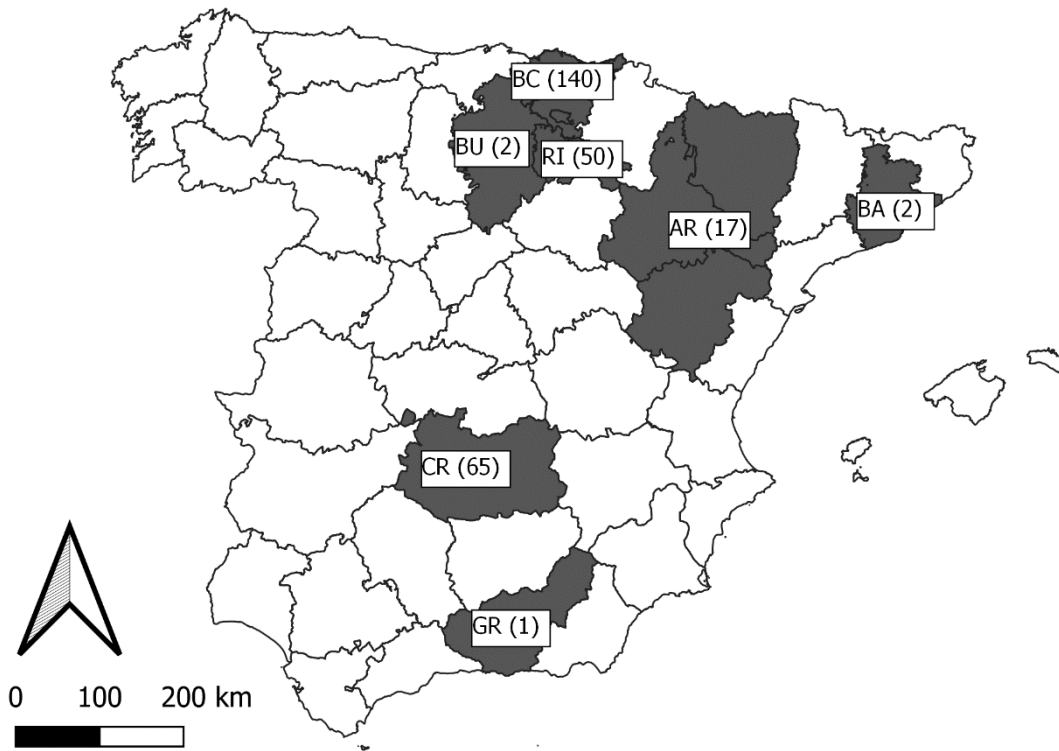 BC (140)
BU (2)
RI (50)
BA (2)
AR (17)
CR (65)
GR (1)
0 100 200 km